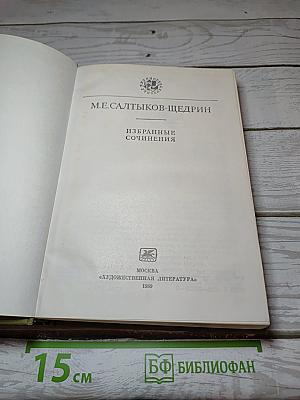 М.Е.САЛТЫКОВ-ЩЕДРИН
ИЗБРАННЫЕ
СОЧИНЕНИЯ
МОСКВА
«ХУДОЖЕСТВЕННАЯ ЛИТЕРАТУРА»
1989
15 см
БФ БИБЛИОФАН